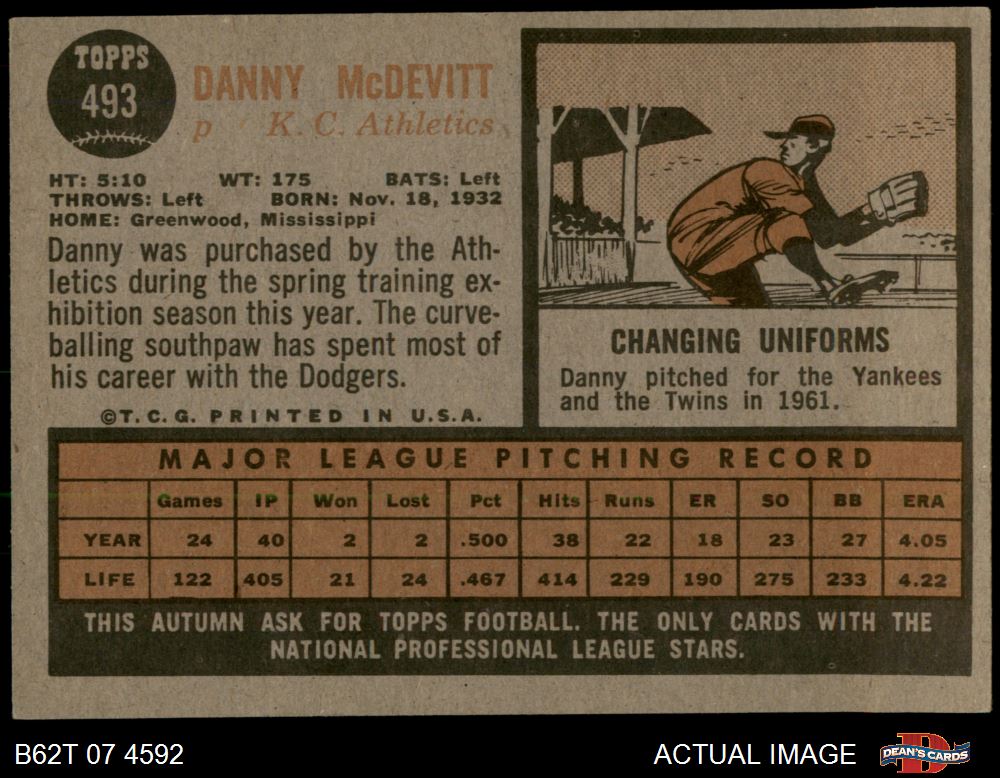 TOPPS
493
DANNY McDEVITT
p K. C. Athletics
HT: 5:10 WT: 175 BATS: Left
THROWS: Left BORN: Nov. 18, 1932
HOME: Greenwood, Mississippi
Danny was purchased by the Ath-
letics during the spring training ex-
hibition season this year. The curve-
balling southpaw has spent most of
his career with the Dodgers.
©T.C.G. PRINTED IN U.S.A.
CHANGING UNIFORMS
Danny pitched for the Yankees
and the Twins in 1961.
MAJOR LEAGUE PITCHING RECORD
Games IP Won Lost Pct Hits Runs ER SO BB ERA
YEAR 24 40 2 2 .500 38 22 18 23 27 4.05
LIFE 122 405 21 24 .467 414 229 190 275 233 4.22
THIS AUTUMN ASK FOR TOPPS FOOTBALL. THE ONLY CARDS WITH THE
NATIONAL PROFESSIONAL LEAGUE STARS.
B62T 07 4592 ACTUAL IMAGE D DEAN'S CARDS